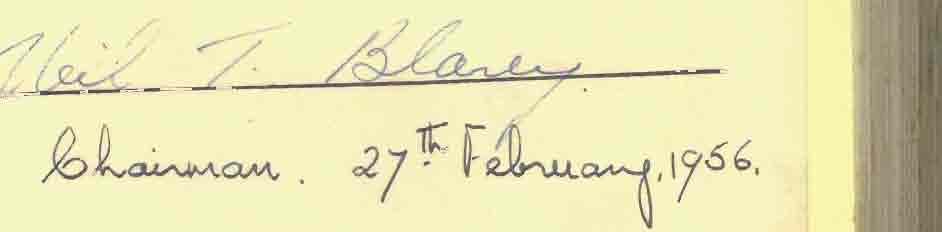 Neil T. Blaney.
Chairman. 27th February, 1956.